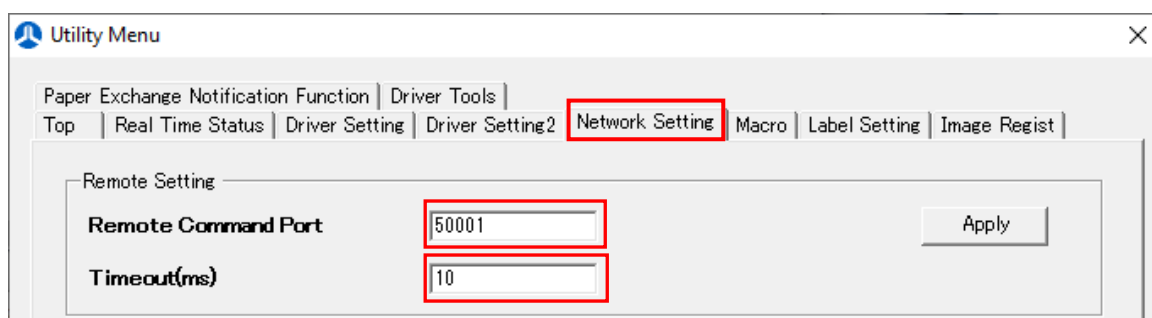 Utility Menu
Paper Exchange Notification Function Driver Tools
Top Real Time Status Driver Setting Driver Setting2 Network Setting Macro Label Setting Image Regist
Remote Setting
Remote Command Port 50001 Apply
Timeout(ms) 10